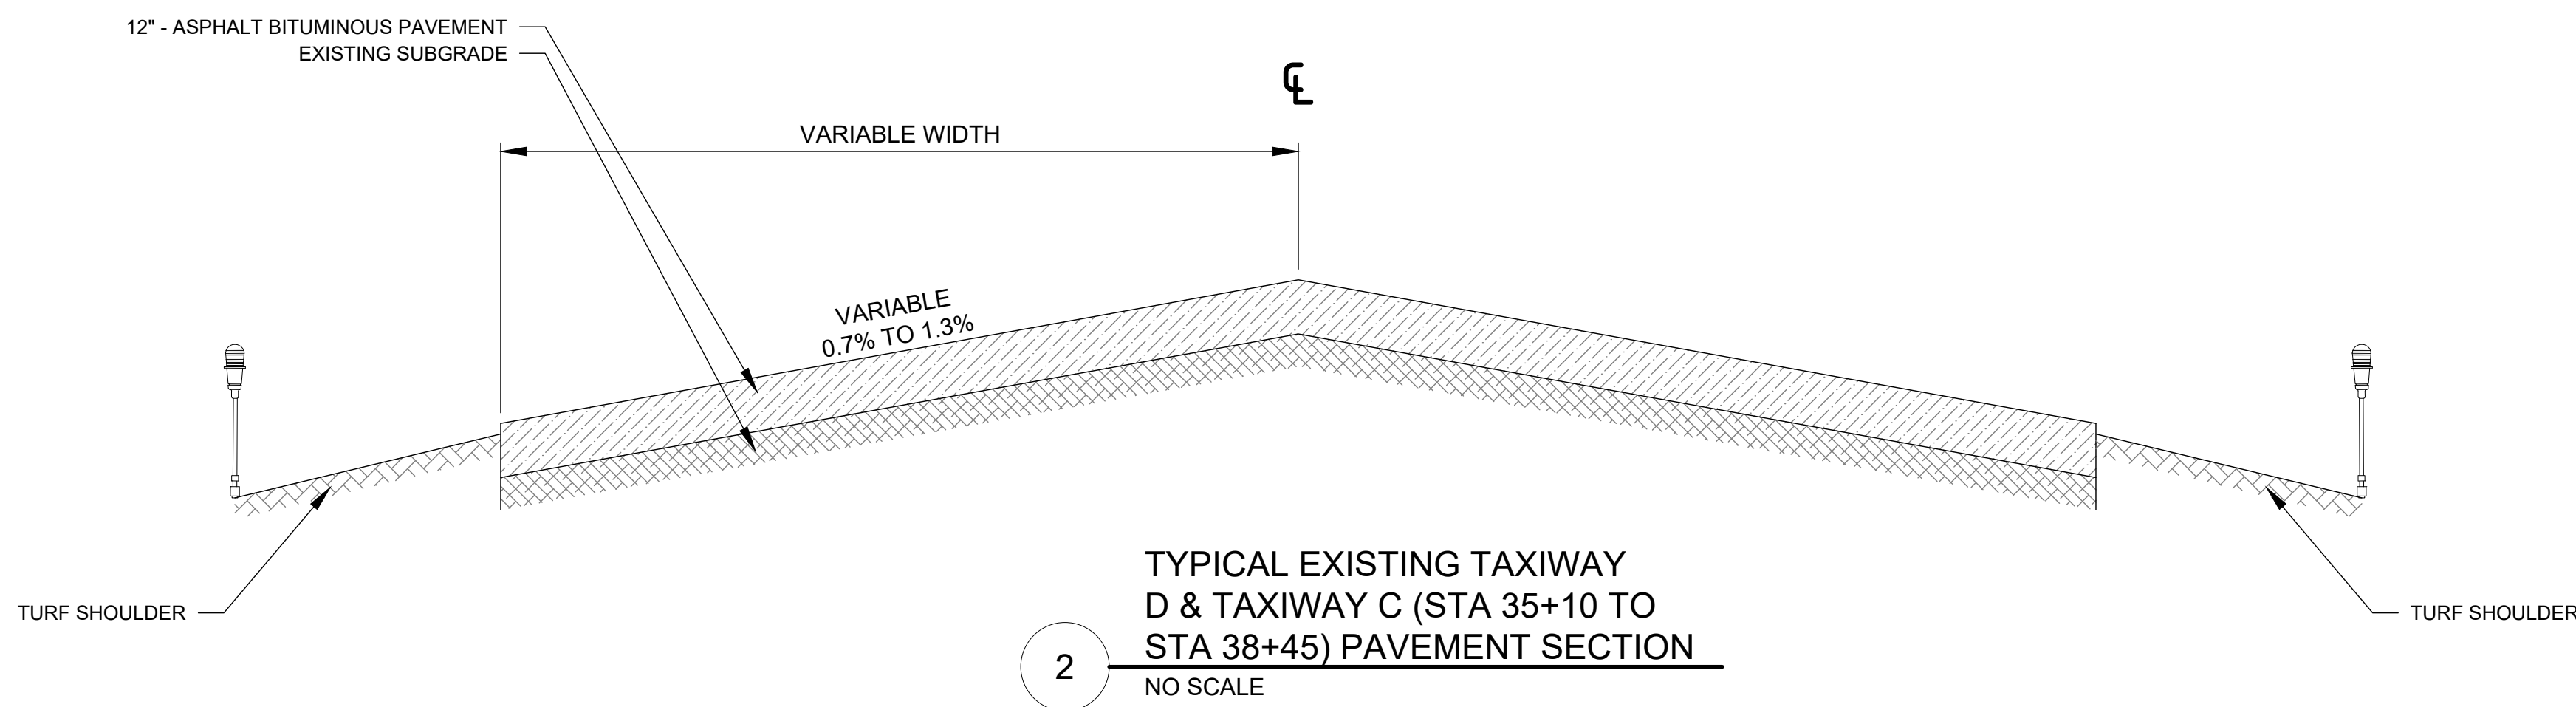 12" - ASPHALT BITUMINOUS PAVEMENT
EXISTING SUBGRADE
℄
VARIABLE WIDTH
VARIABLE
0.7% TO 1.3%
TURF SHOULDER
TURF SHOULDER
TYPICAL EXISTING TAXIWAY
D & TAXIWAY C (STA 35+10 TO
STA 38+45) PAVEMENT SECTION
2
NO SCALE